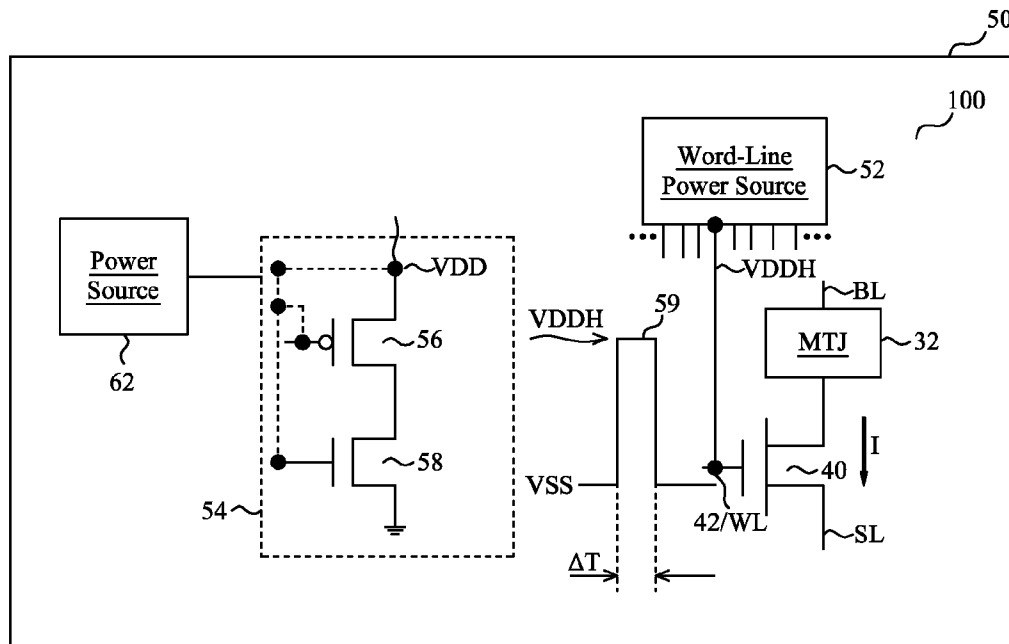 50
100
Word-Line
Power Source
52
Power
Source
62
VDD
VDDH
BL
VDDH
59
56
MTJ
32
58
VSS
40
I
54
42/WL
SL
ΔT